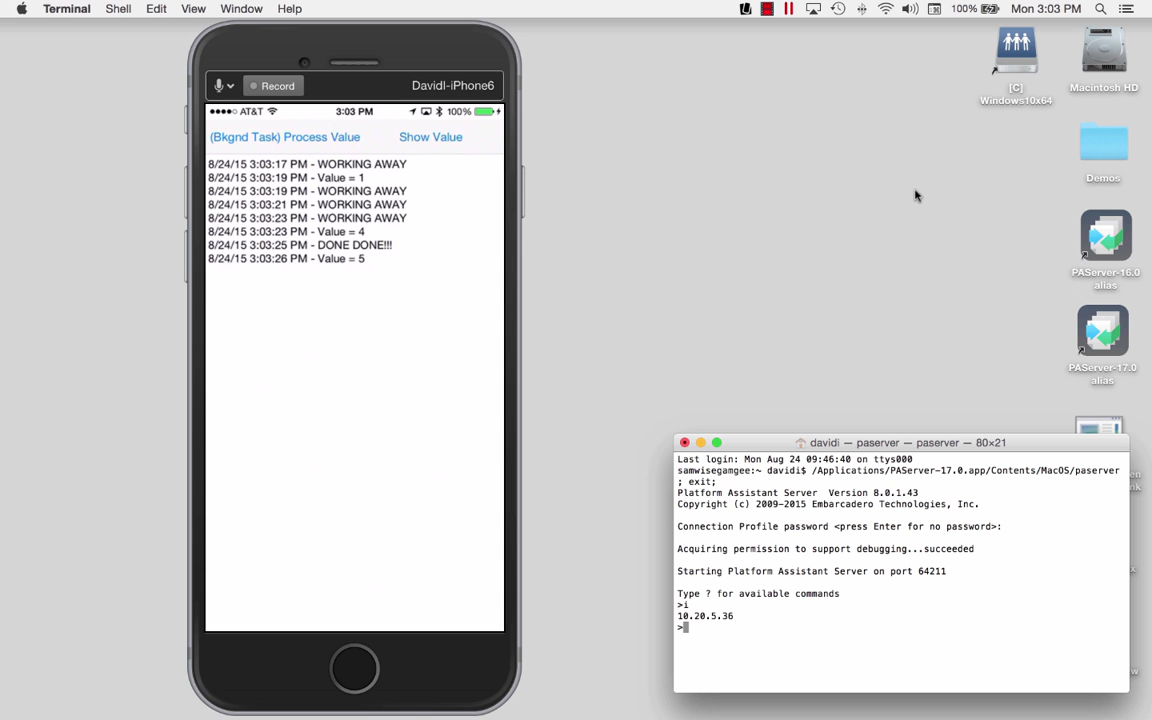 Terminal Shell Edit View Window Help 100% Mon 3:03 PM
Record DavidI-iPhone6
AT&T 3:03 PM 100%
(Bkgnd Task) Process Value Show Value
8/24/15 3:03:17 PM - WORKING AWAY
8/24/15 3:03:19 PM - Value = 1
8/24/15 3:03:19 PM - WORKING AWAY
8/24/15 3:03:21 PM - WORKING AWAY
8/24/15 3:03:23 PM - WORKING AWAY
8/24/15 3:03:23 PM - Value = 4
8/24/15 3:03:25 PM - DONE DONE!!!
8/24/15 3:03:26 PM - Value = 5
[C]
Windows10x64
Macintosh HD
Demos
PAServer-16.0
alias
PAServer-17.0
alias
davidi — paserver — paserver — 80×21
Last login: Mon Aug 24 09:46:40 on ttys000
samwisegamgee:~ davidi$ /Applications/PAServer-17.0.app/Contents/MacOS/paserver
; exit;
Platform Assistant Server  Version 8.0.1.43
Copyright (c) 2009-2015 Embarcadero Technologies, Inc.
Connection Profile password <press Enter for no password>:
Acquiring permission to support debugging...succeeded
Starting Platform Assistant Server on port 64211
Type ? for available commands
>i
10.20.5.36
>